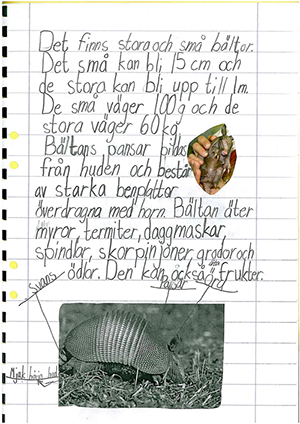 Det finns stora och små bältor.
Det små kan bli 15 cm och
de stora kan bli upp till 1m.
De små väger 100g och de
stora väger 60kg
Bältans pansar bildas
från huden och består
av starka benplattor
överdragna med horn. Bältan äter
myror, termiter, daggmaskar,
spindlar, skorpinjoner grodor och
ödlor. Den kan också äta frukter.
Svans
Pansar
Mjuk hårig hud